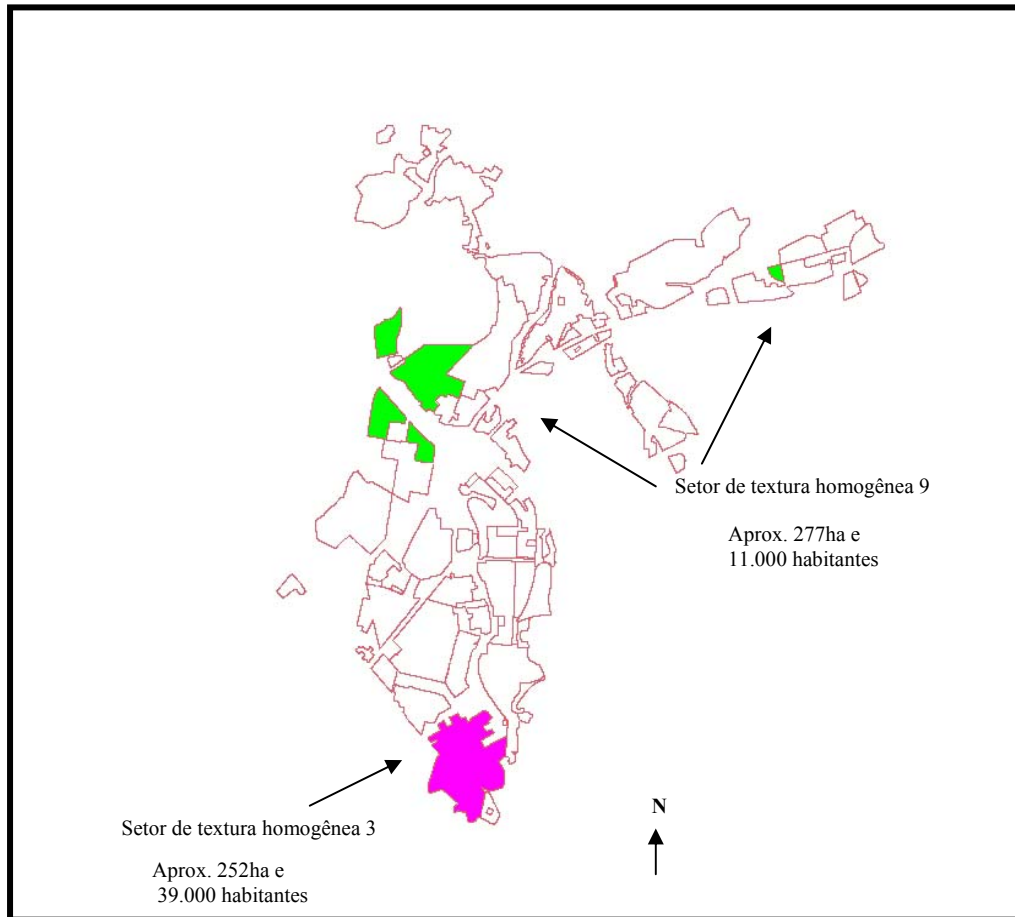 Setor de textura homogênea 9
Aprox. 277ha e
11.000 habitantes
Setor de textura homogênea 3
Aprox. 252ha e
39.000 habitantes
N